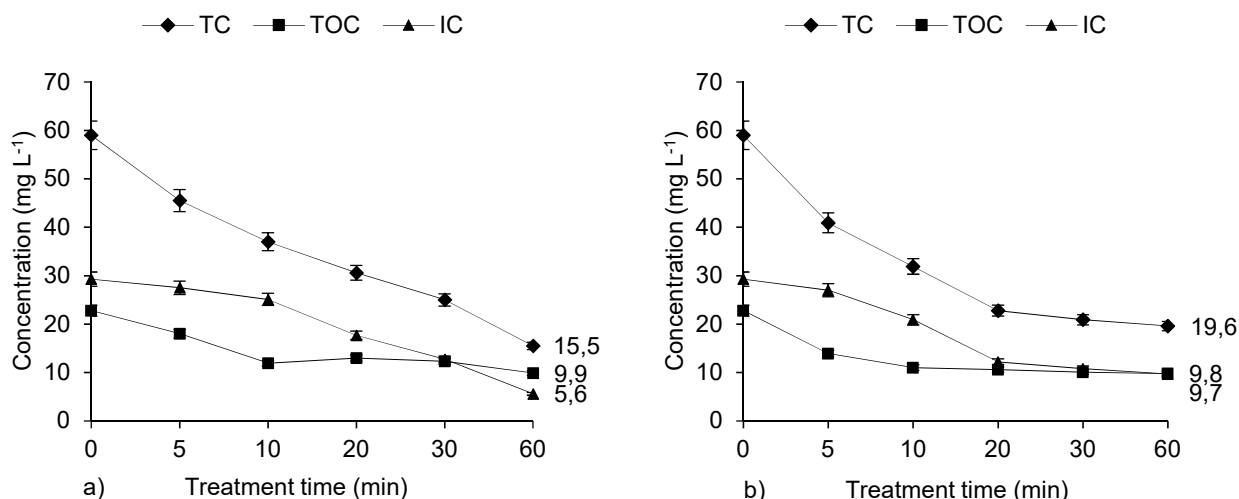 TC TOC IC
Concentration (mg L-1)
70
60
50
40
30
20
10
0
15,5
9,9
5,6
0 5 10 20 30 60
a) Treatment time (min)
TC TOC IC
Concentration (mg L-1)
70
60
50
40
30
20
10
0
19,6
9,8
9,7
0 5 10 20 30 60
b) Treatment time (min)